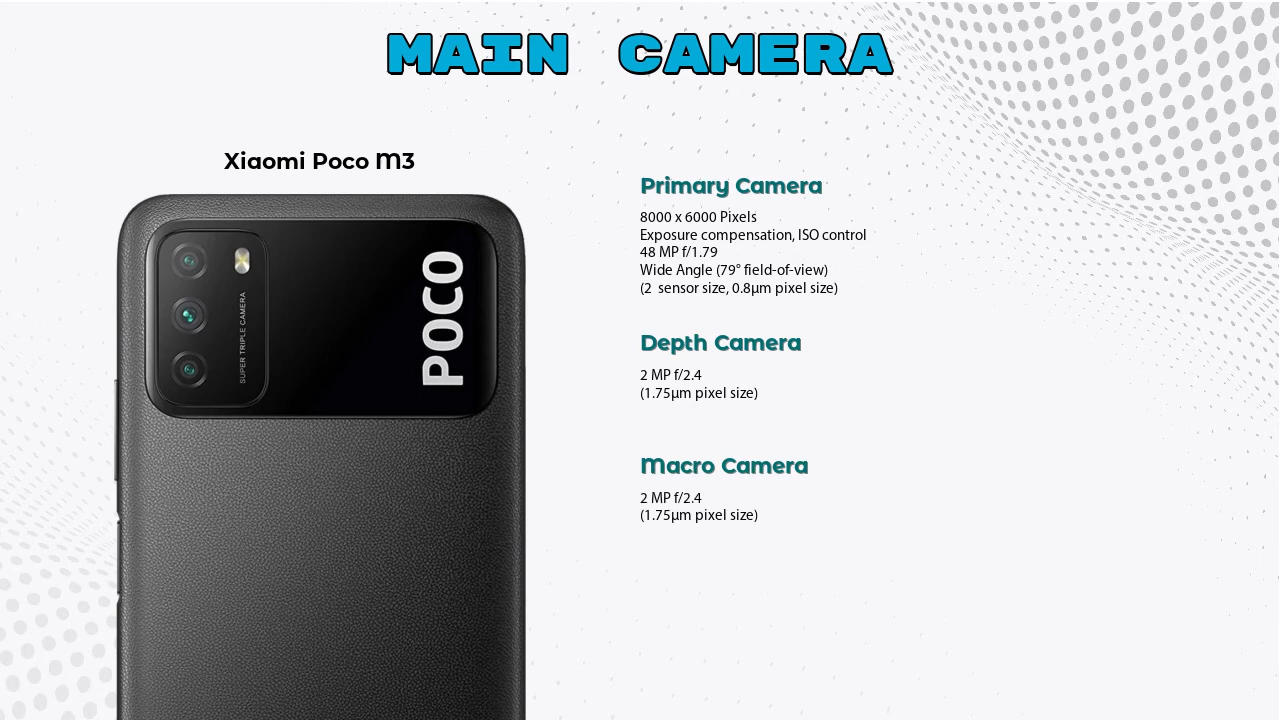 MAIN CAMERA
Xiaomi Poco M3
SUPER TRIPLE CAMERA
POCO
Primary Camera
8000 x 6000 Pixels
Exposure compensation, ISO control
48 MP f/1.79
Wide Angle (79° field-of-view)
(2  sensor size, 0.8µm pixel size)
Depth Camera
2 MP f/2.4
(1.75µm pixel size)
Macro Camera
2 MP f/2.4
(1.75µm pixel size)